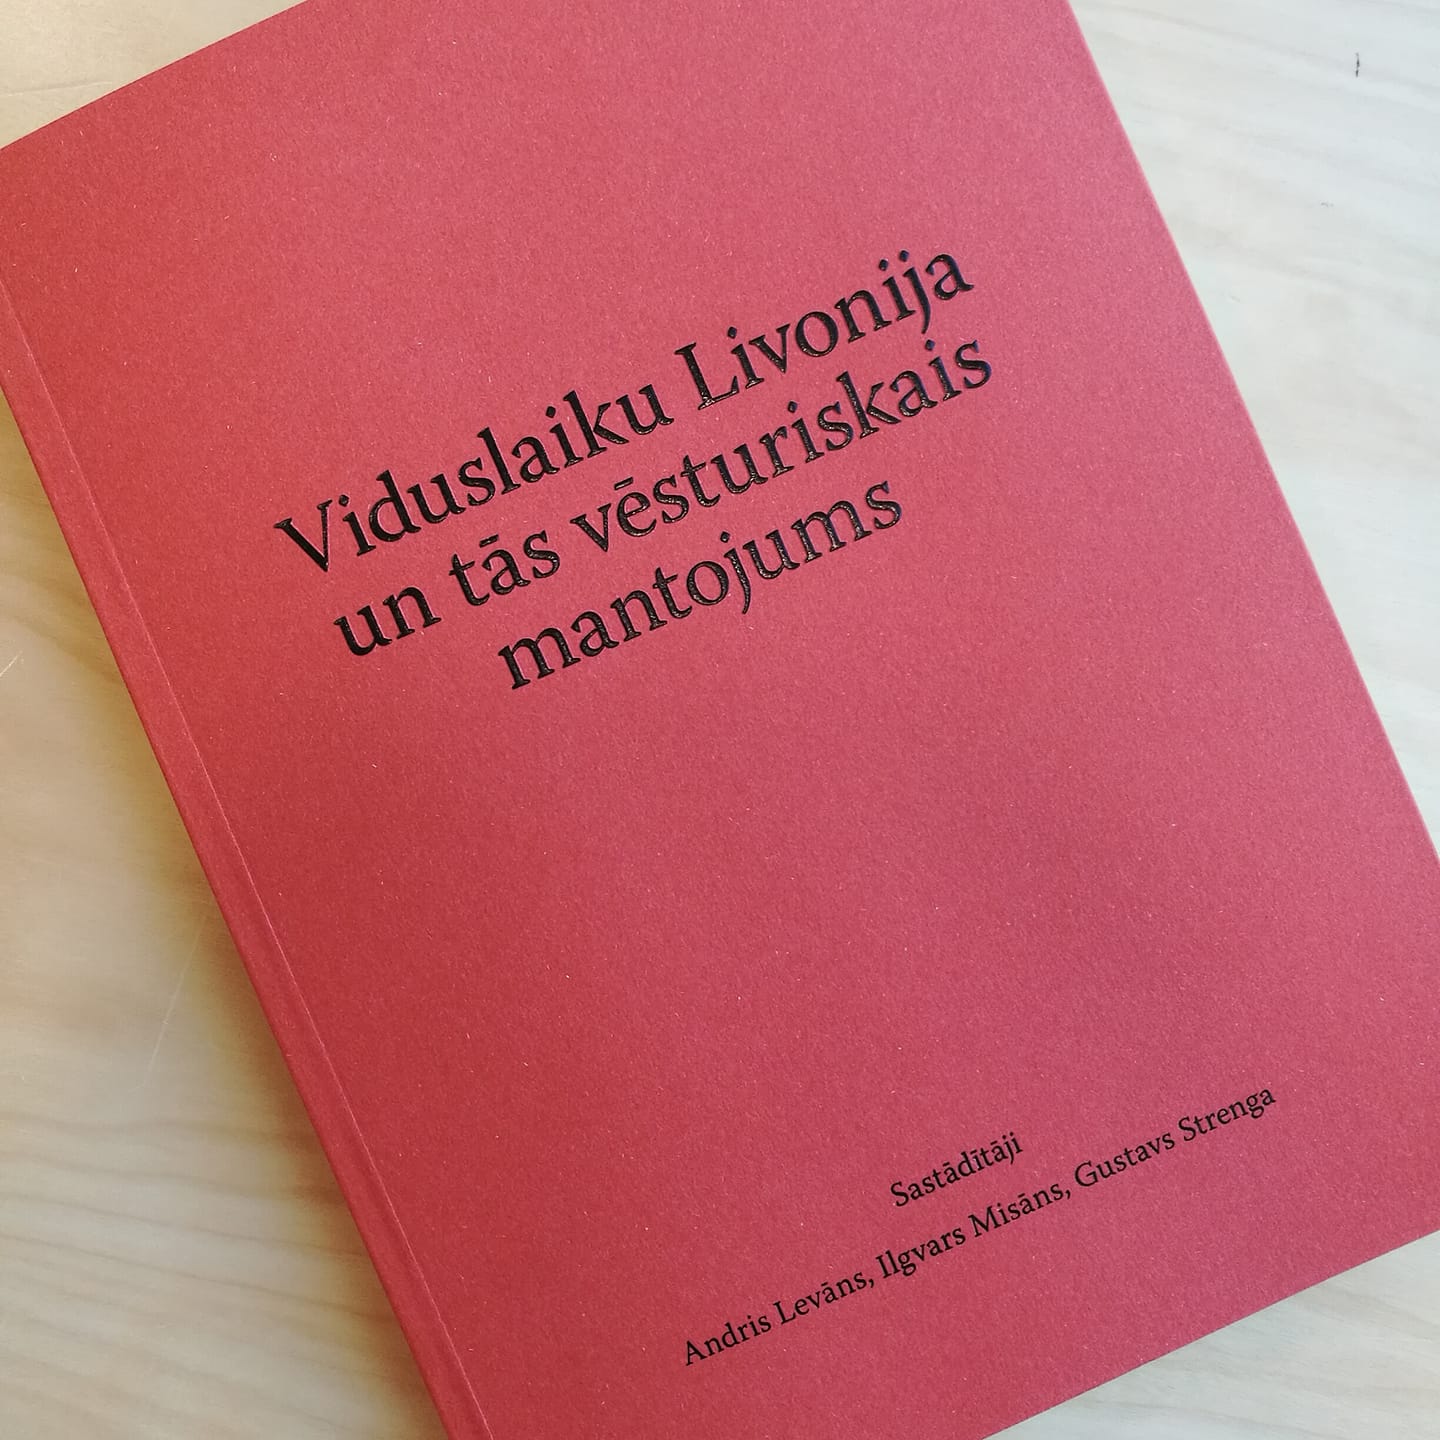 Viduslaiku Livonija
un tās vēsturiskais
mantojums
Sastādītāji
Andris Levāns, Ilgvars Misāns, Gustavs Strenga